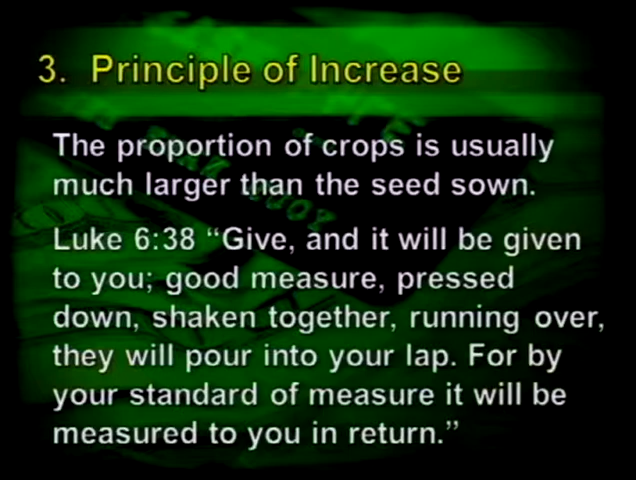 3. Principle of Increase
The proportion of crops is usually
much larger than the seed sown.
Luke 6:38 “Give, and it will be given
to you; good measure, pressed
down, shaken together, running over,
they will pour into your lap. For by
your standard of measure it will be
measured to you in return.”